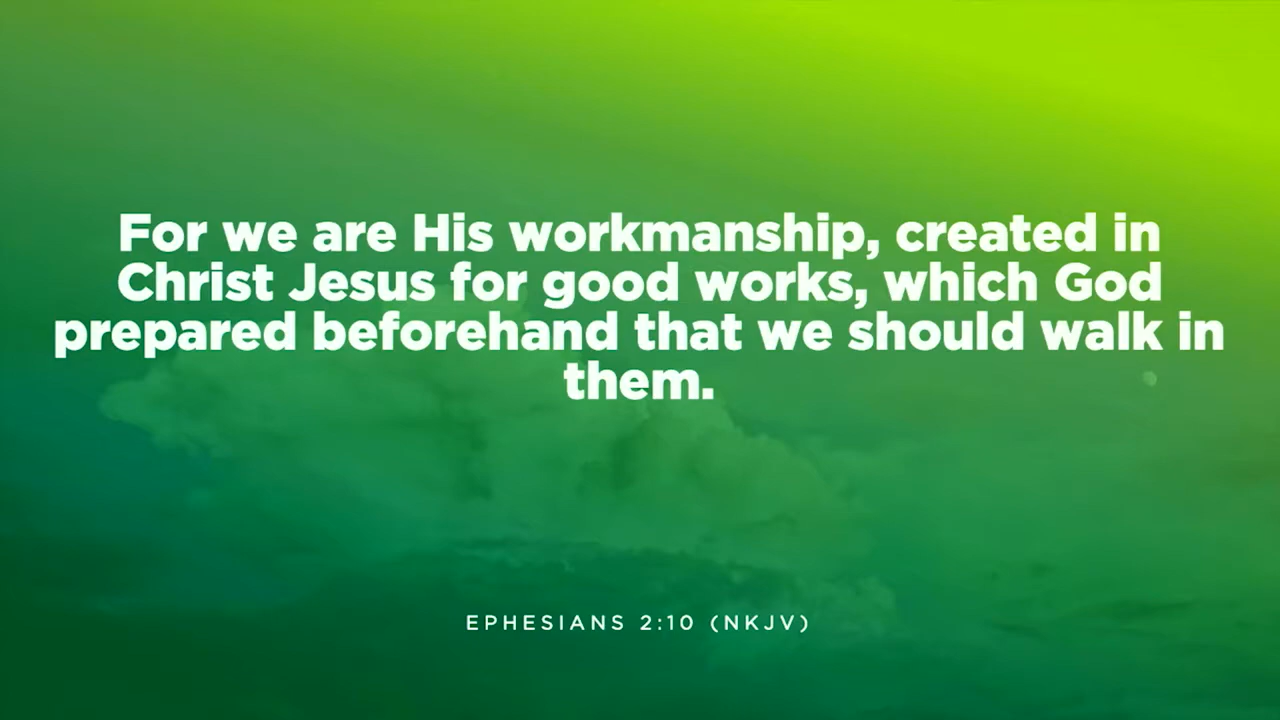 For we are His workmanship, created in
Christ Jesus for good works, which God
prepared beforehand that we should walk in
them.
EPHESIANS 2:10 (NKJV)